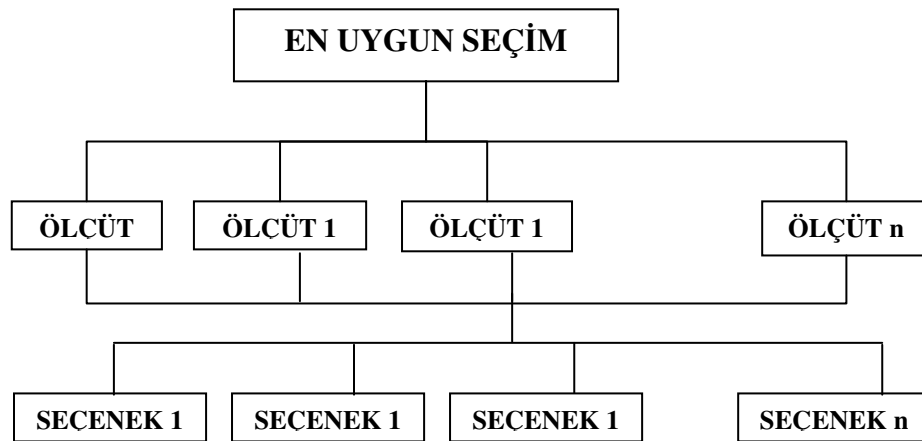 EN UYGUN SEÇİM
ÖLÇÜT
ÖLÇÜT 1
ÖLÇÜT 1
ÖLÇÜT n
SEÇENEK 1
SEÇENEK 1
SEÇENEK 1
SEÇENEK n